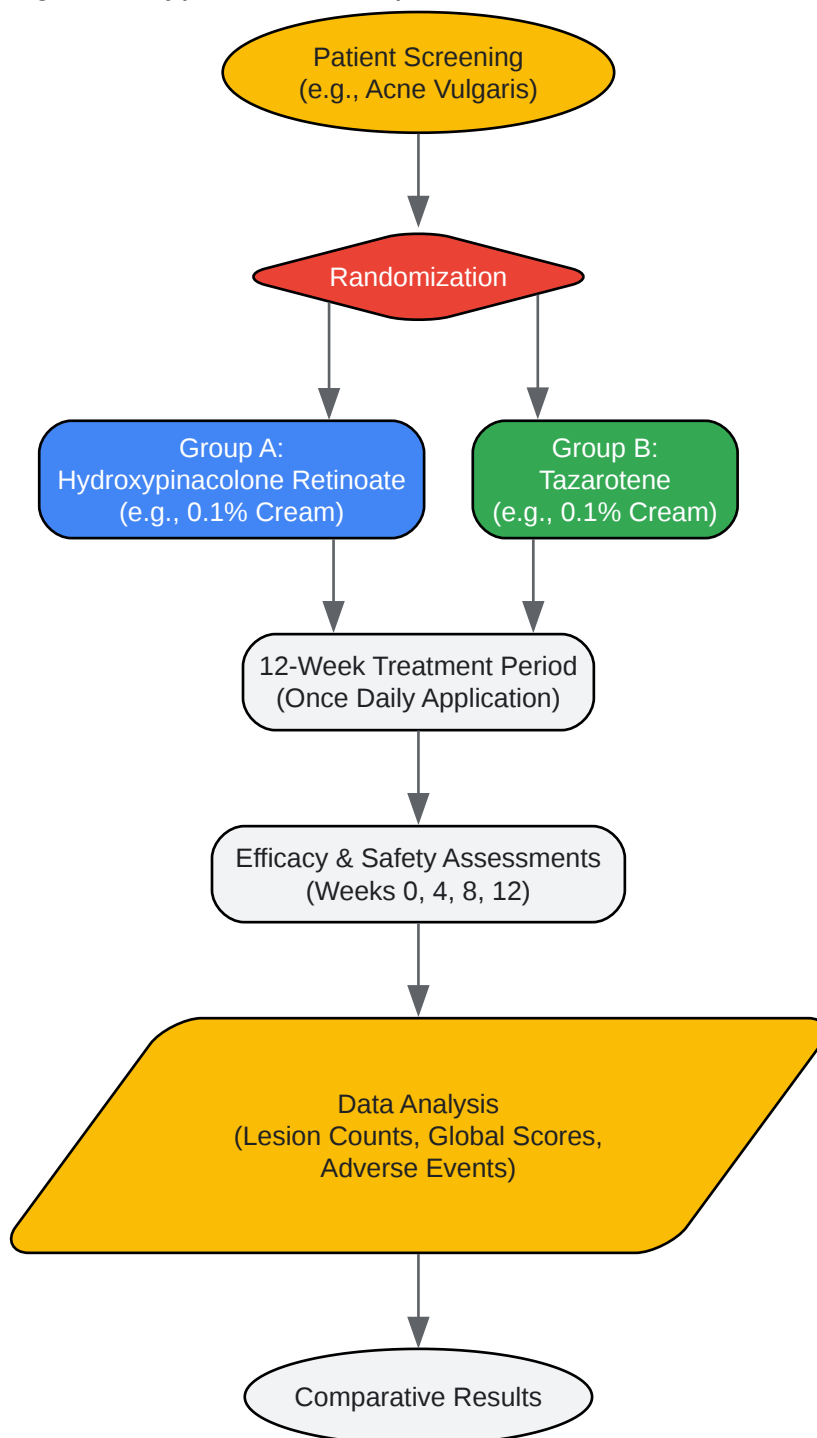 Patient Screening
(e.g., Acne Vulgaris)
Randomization
Group A:
Hydroxypinacolone Retinoate
(e.g., 0.1% Cream)
Group B:
Tazarotene
(e.g., 0.1% Cream)
12-Week Treatment Period
(Once Daily Application)
Efficacy & Safety Assessments
(Weeks 0, 4, 8, 12)
Data Analysis
(Lesion Counts, Global Scores,
Adverse Events)
Comparative Results